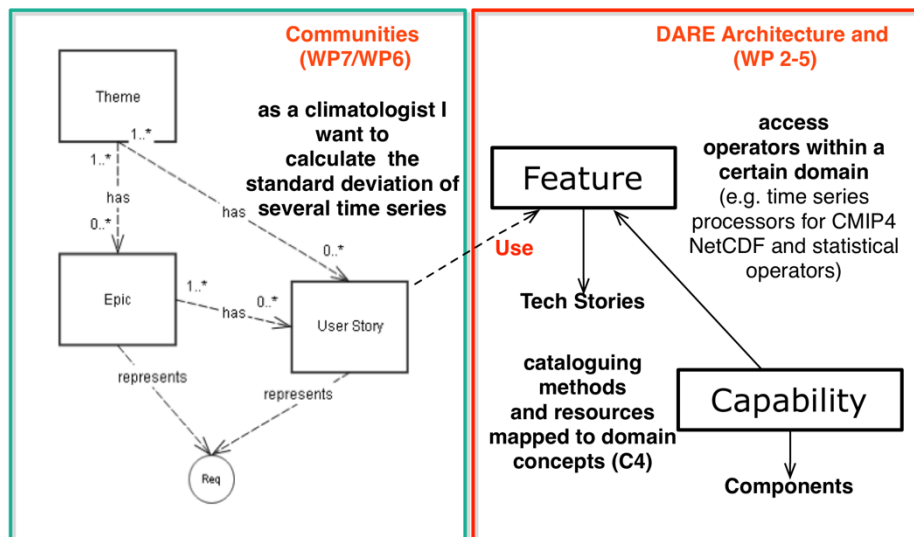 Communities
(WP7/WP6)
Theme
1..*
1..*
has
0..*
as a climatologist I
want to
calculate the
standard deviation of
several time series
has
0..*
Epic
1..*
has
0..*
User Story
represents
represents
Req
DARE Architecture and
(WP 2-5)
access
operators within a
certain domain
(e.g. time series
processors for CMIP4
NetCDF and statistical
operators)
Feature
Use
Tech Stories
cataloguing
methods
and resources
mapped to domain
concepts (C4)
Capability
Components